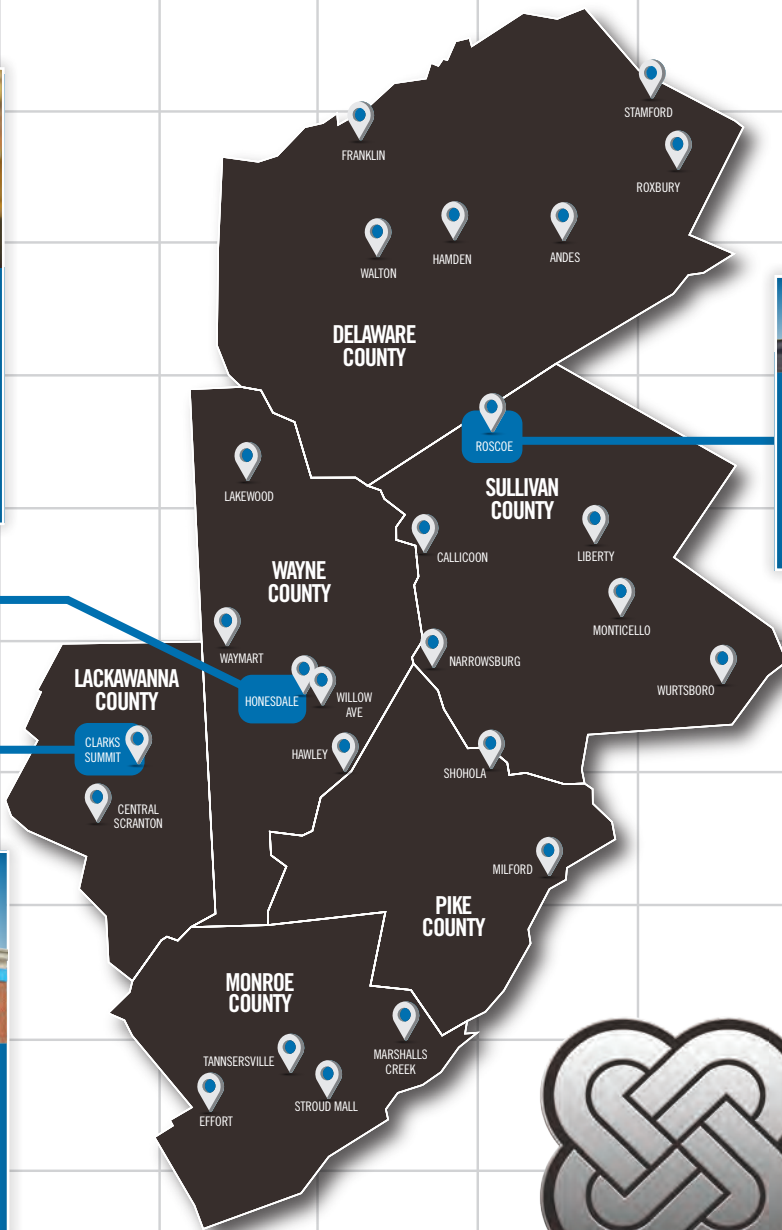 STAMFORD
FRANKLIN
ROXBURY
WALTON
HAMDEN
ANDES
DELAWARE
COUNTY
ROSCOE
LAKEWOOD
SULLIVAN
COUNTY
CALLICOON
LIBERTY
WAYNE
COUNTY
MONTICELLO
WAYMART
NARROWSBURG
WURTSBORO
LACKAWANNA
COUNTY
HONESDALE
WILLOW
AVE
CLARKS
SUMMIT
HAWLEY
SHOHOLA
CENTRAL
SCRANTON
MILFORD
PIKE
COUNTY
MONROE
COUNTY
TANNSERSVILLE
MARSHALLS
CREEK
STROUD MALL
EFFORT